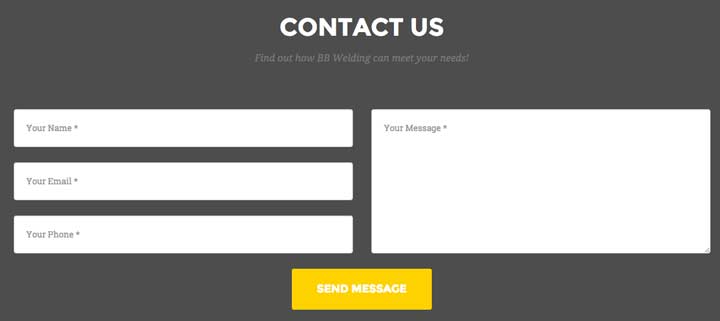 CONTACT US
Find out how BB Welding can meet your needs!
Your Name *
Your Email *
Your Phone *
Your Message *
SEND MESSAGE